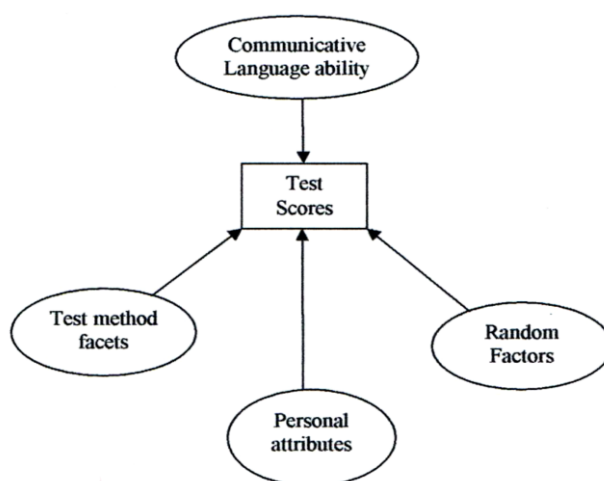 Communicative
Language ability
Test
Scores
Test method
facets
Random
Factors
Personal
attributes